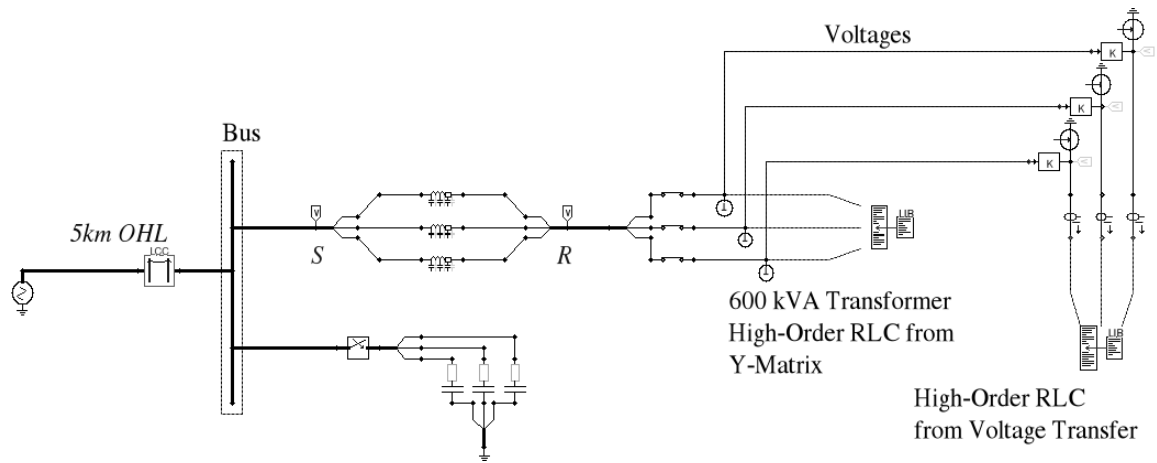 Voltages
K
K
Bus
K
V
V
5km OHL
LCC
S
R
LIB
600 kVA Transformer
High-Order RLC from
Y-Matrix
LIB
High-Order RLC
from Voltage Transfer